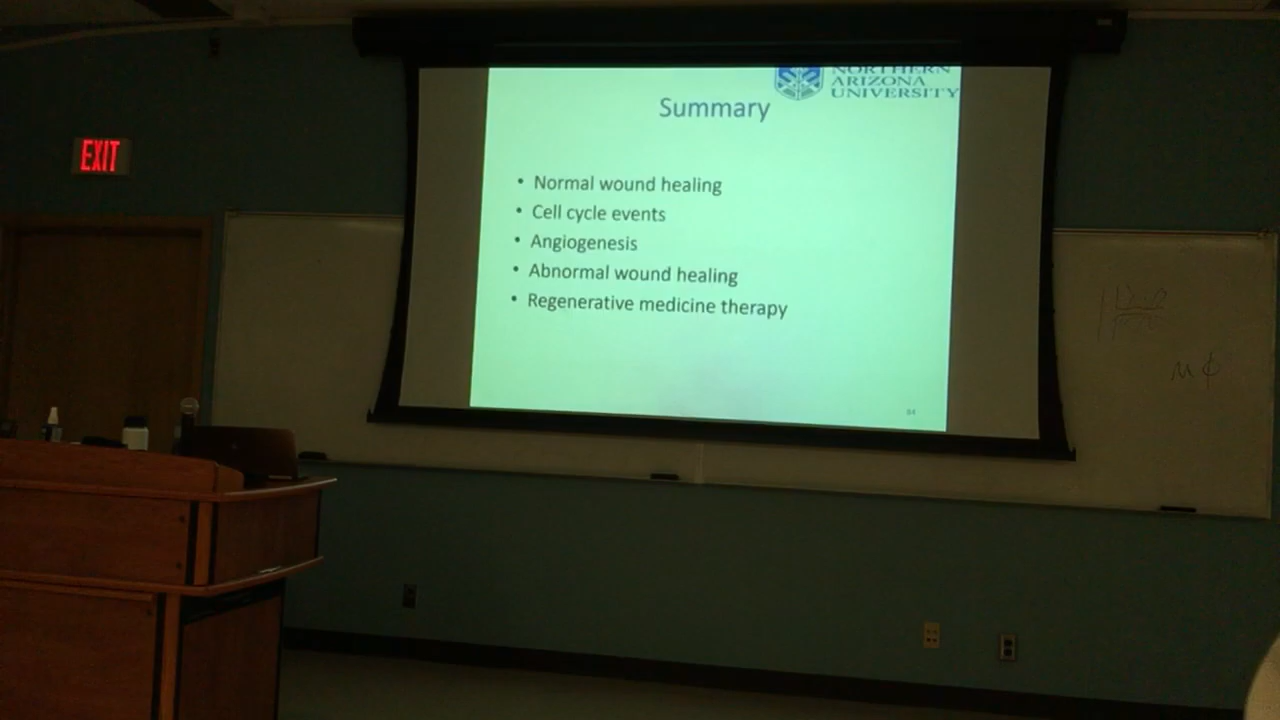 EXIT
NORTHERN
ARIZONA
UNIVERSITY
Summary
• Normal wound healing
• Cell cycle events
• Angiogenesis
• Abnormal wound healing
• Regenerative medicine therapy
M φ